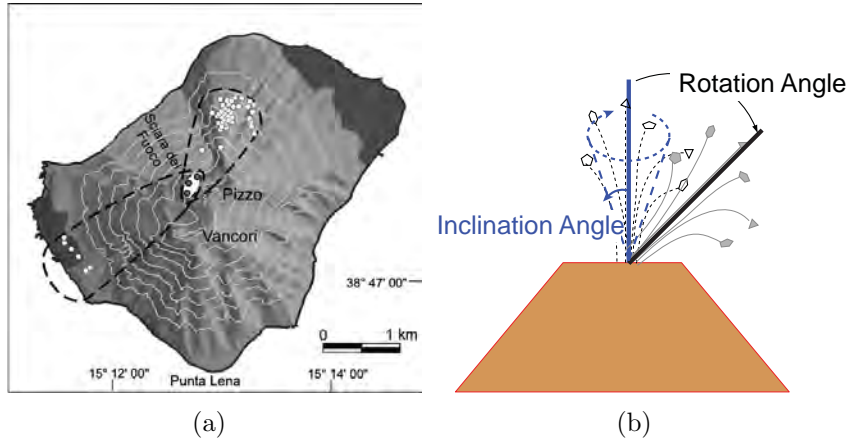 Sciara del
Fuoco
Pizzo
Vancori
38° 47' 00"
0 1 km
15° 12' 00"
15° 14' 00"
Punta Lena
(a)
Rotation Angle
Inclination Angle
(b)